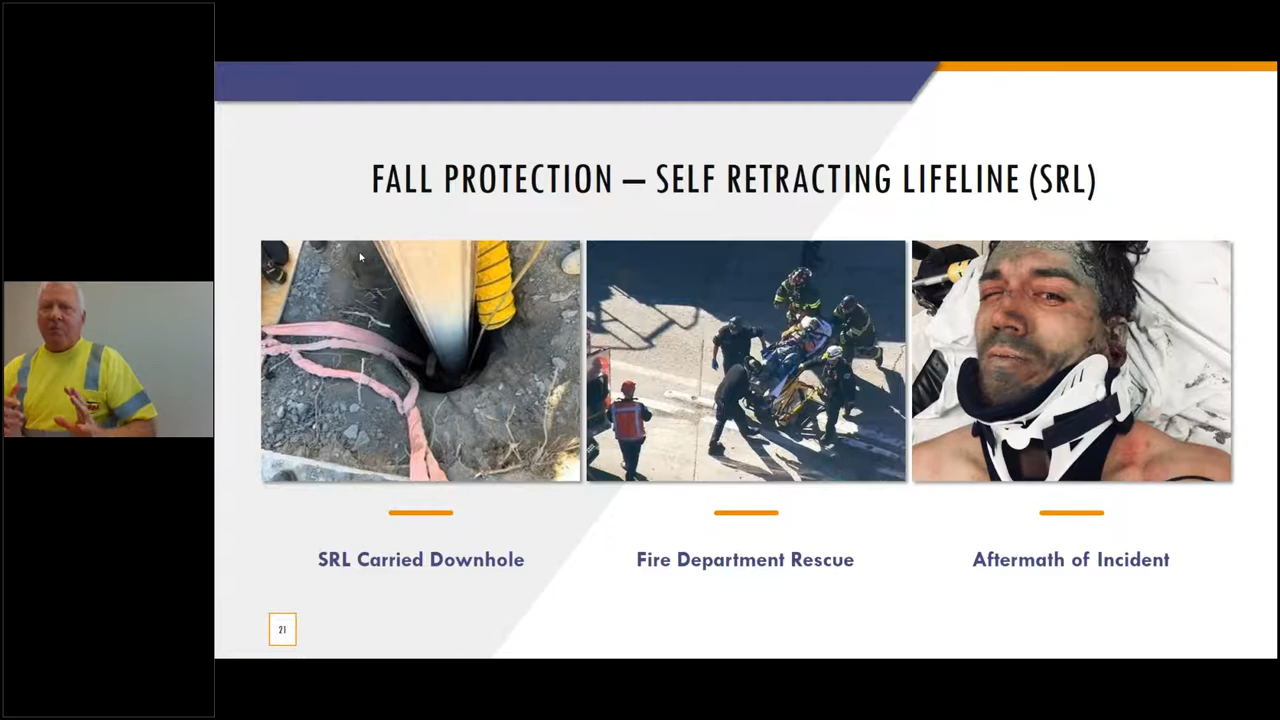 FALL PROTECTION – SELF RETRACTING LIFELINE (SRL)
SRL Carried Downhole
Fire Department Rescue
Aftermath of Incident
21